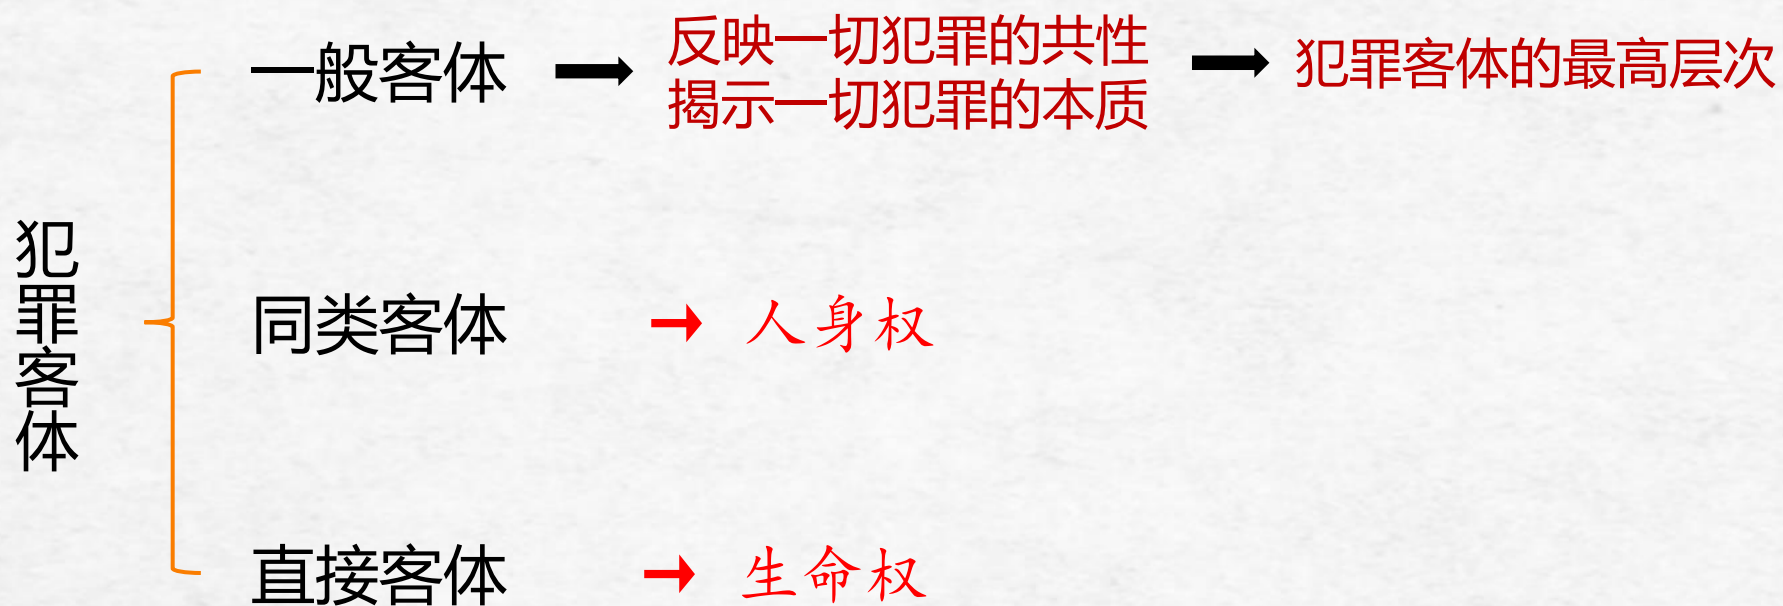 犯罪客体
一般客体
反映一切犯罪的共性
揭示一切犯罪的本质
犯罪客体的最高层次
同类客体
人身权
直接客体
生命权